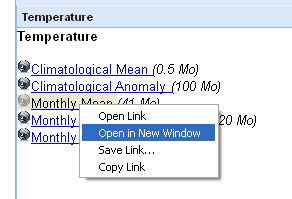 Temperature
Temperature
Climatological Mean (0.5 Mo)
Climatological Anomaly (100 Mo)
Monthly Mean (41 Mo)
Monthly
20 Mo)
Monthly
Open Link
Open in New Window
Save Link...
Copy Link